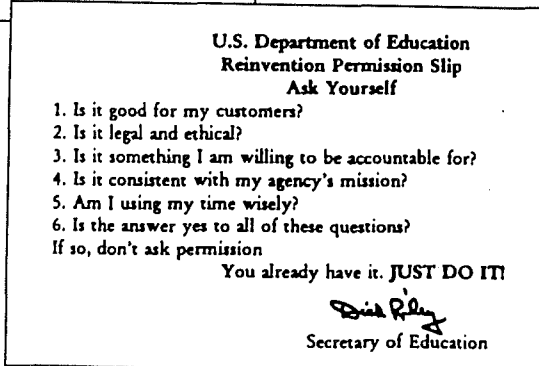 U.S. Department of Education
Reinvention Permission Slip
Ask Yourself
1. Is it good for my customers?
2. Is it legal and ethical?
3. Is it something I am willing to be accountable for?
4. Is it consistent with my agency's mission?
5. Am I using my time wisely?
6. Is the answer yes to all of these questions?
If so, don't ask permission
You already have it. JUST DO IT!
Dick Riley
Secretary of Education